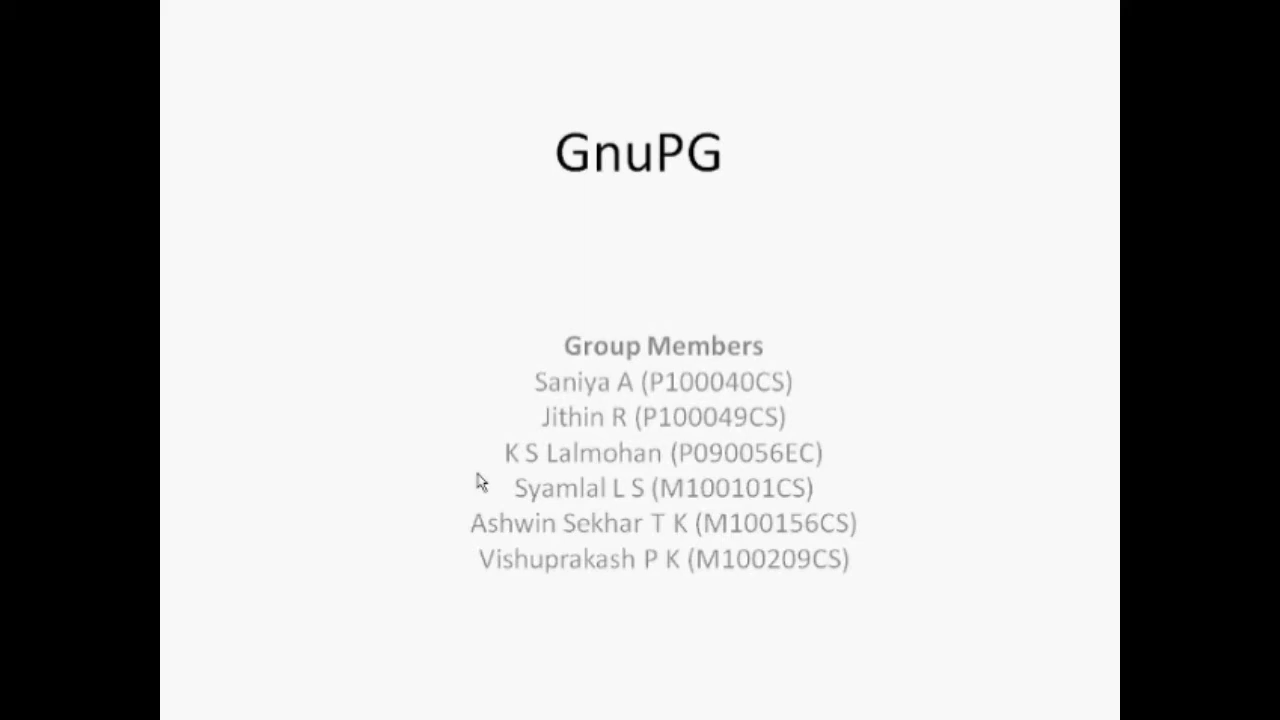 GnuPG
Group Members
Saniya A (P100040CS)
Jithin R (P100049CS)
K S Lalmohan (P090056EC)
Syamlal L S (M100101CS)
Ashwin Sekhar T K (M100156CS)
Vishuprakash P K (M100209CS)